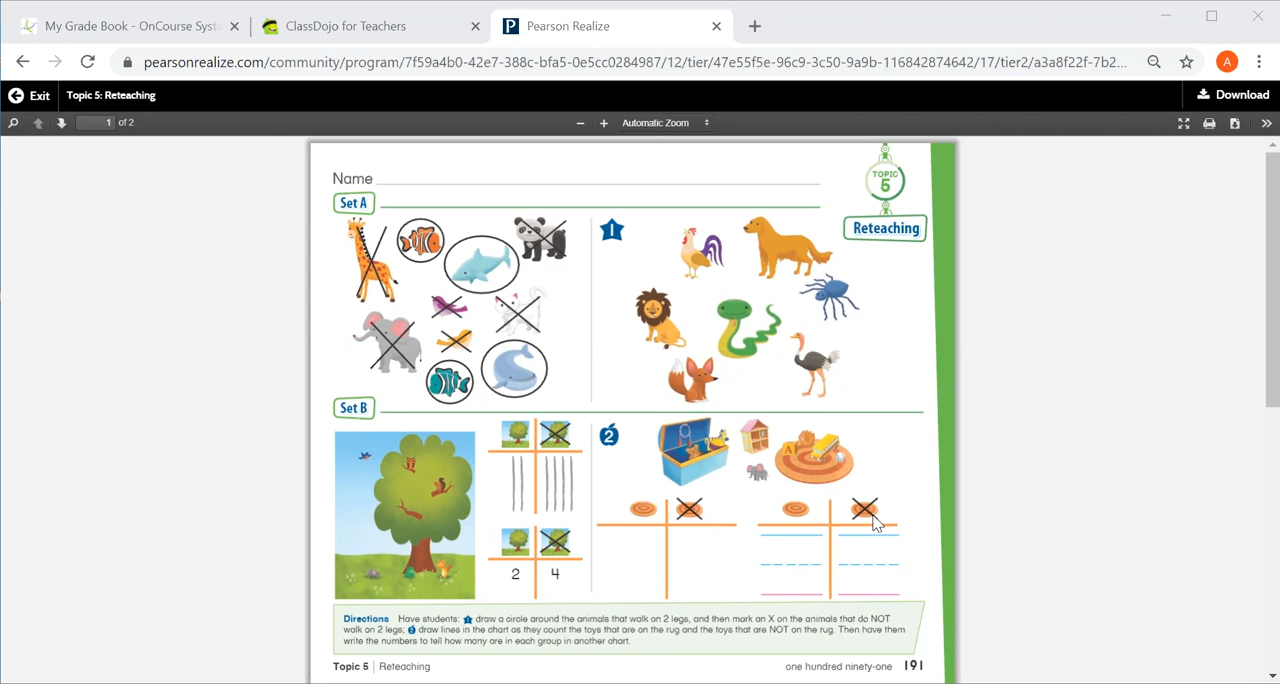 My Grade Book - OnCourse Syste
ClassDojo for Teachers
Pearson Realize
pearsonrealize.com/community/program/7f59a4b0-42e7-389c-bfa5-0e5cc0284987/12/tier/47e55f5e-96c9-3c50-9a9b-116842874642/17/tier2/a3a8f22f-7b2...
A
Exit
Topic 5: Reteaching
Download
1 of 2
Automatic Zoom
Name
TOPIC
5
Set A
1
Reteaching
Set B
2
A
2 4
Directions Have students: 1 draw a circle around the animals that walk on 2 legs, and then mark an X on the animals that do NOT
walk on 2 legs; 2 draw lines in the chart as they count the toys that are on the rug and the toys that are NOT on the rug. Then have them
write the numbers to tell how many are in each group in another chart.
Topic 5 | Reteaching
one hundred ninety-one 191